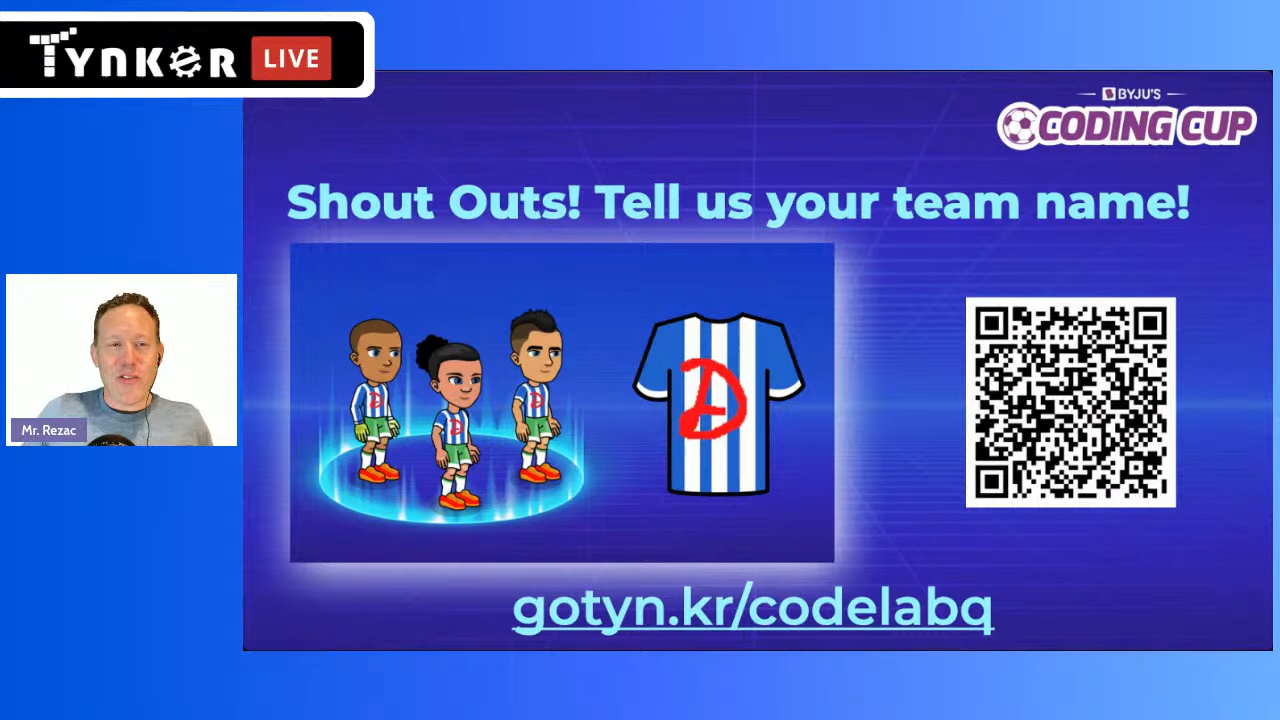 TYNKER LIVE
BYJU'S
CODING CUP
Shout Outs! Tell us your team name!
D
D
D
D
Mr. Rezac
gotyn.kr/codelabq